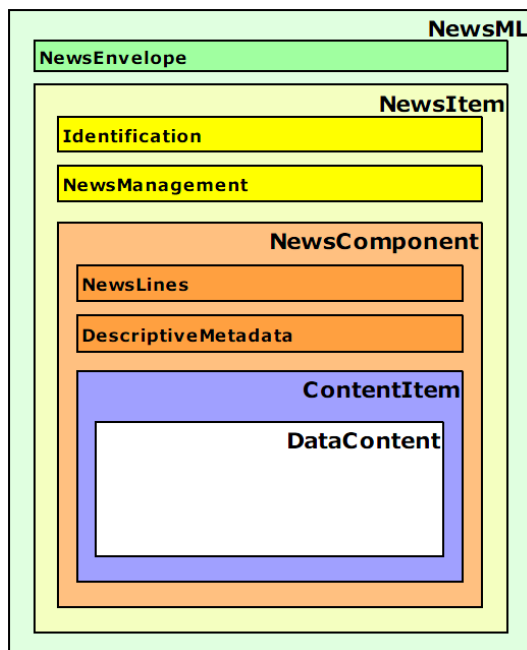 NewsML
NewsEnvelope
NewsItem
Identification
NewsManagement
NewsComponent
NewsLines
DescriptiveMetadata
ContentItem
DataContent